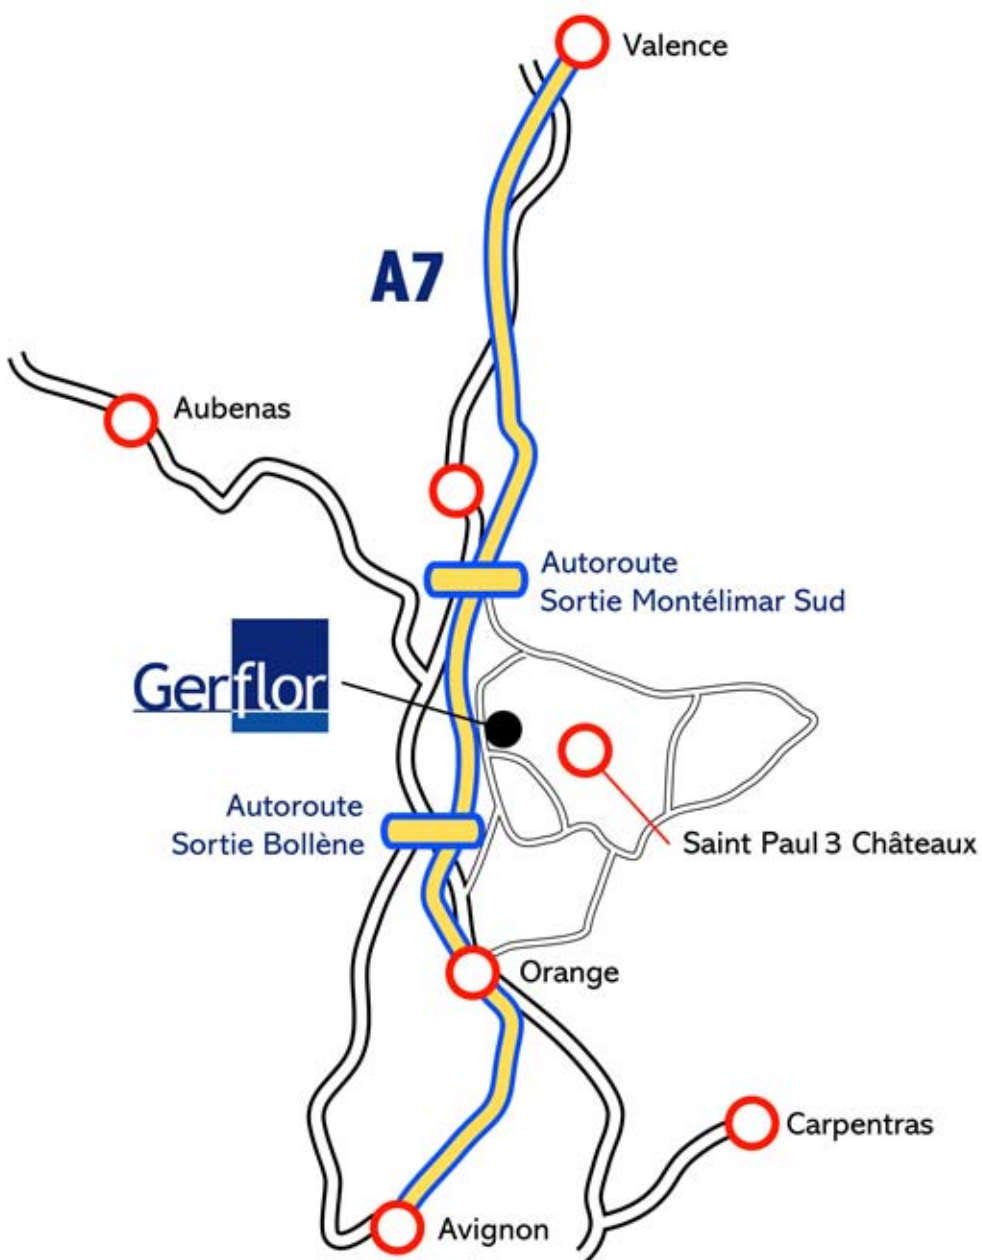 Valence
A7
Aubenas
Autoroute
Sortie Montélimar Sud
Gerflor
Autoroute
Sortie Bollène
Saint Paul 3 Châteaux
Orange
Carpentras
Avignon